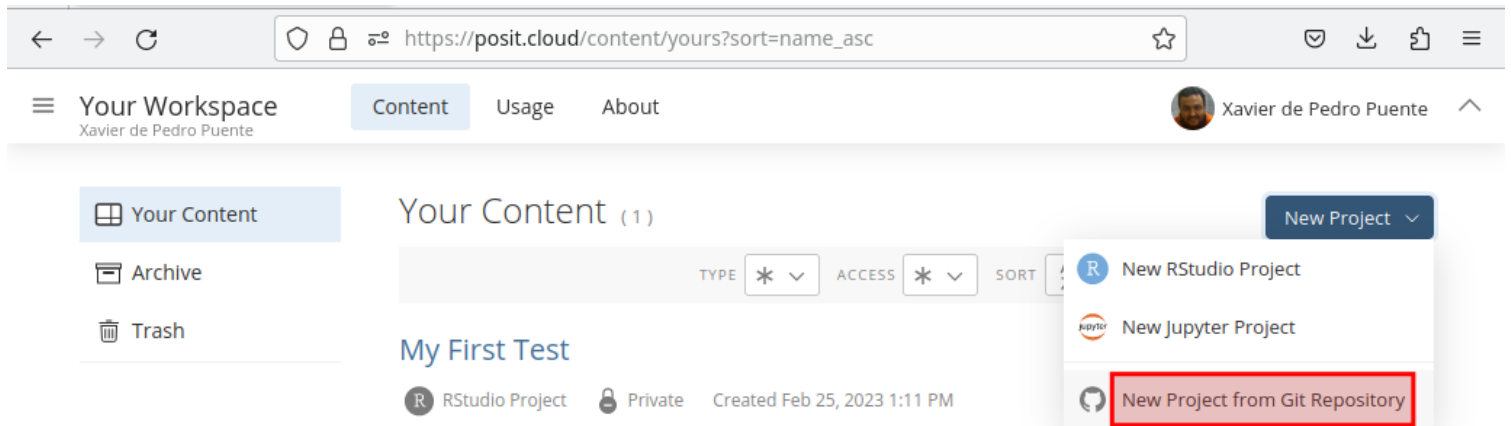 https://posit.cloud/content/yours?sort=name_asc
Your Workspace
Xavier de Pedro Puente
Content Usage About
Xavier de Pedro Puente
Your Content
Archive
Trash
Your Content (1)
New Project
TYPE * ACCESS * SORT
R New RStudio Project
jupyter New Jupyter Project
New Project from Git Repository
My First Test
R RStudio Project Private Created Feb 25, 2023 1:11 PM